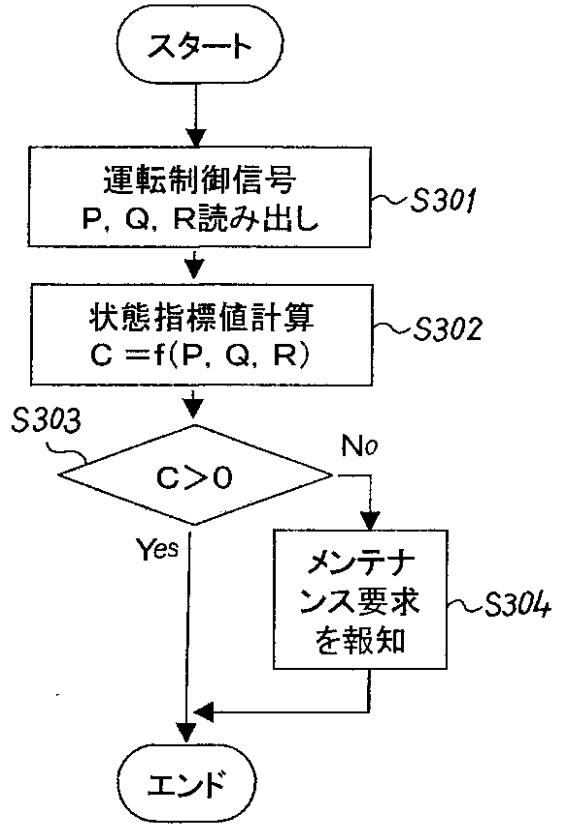 スタート
運転制御信号
P, Q, R読み出し
S301
状態指標値計算
C =f(P, Q, R)
S302
S303
C>0
No
Yes
メンテナ
ンス要求
を報知
S304
エンド